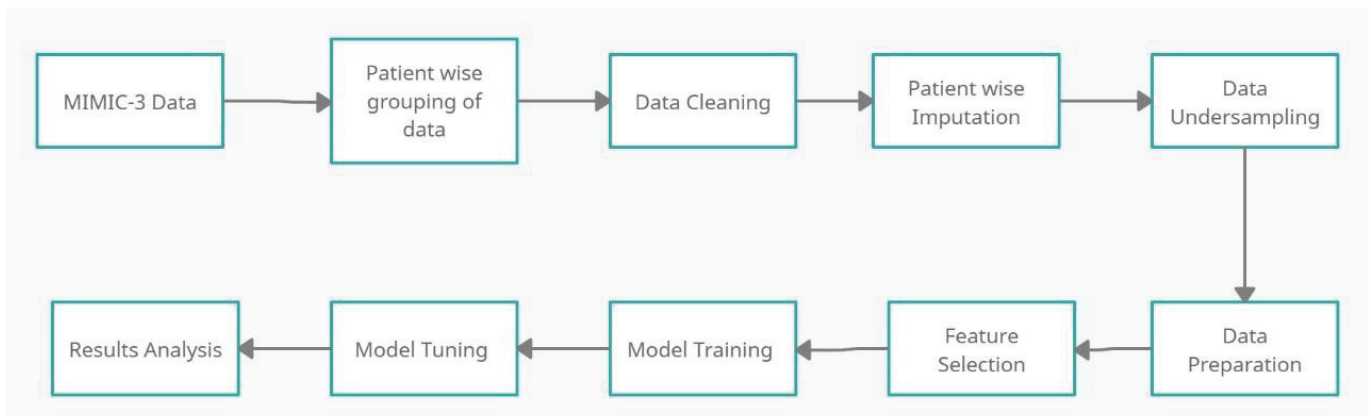 MIMIC-3 Data
Patient wise
grouping of
data
Data Cleaning
Patient wise
Imputation
Data
Undersampling
Data
Preparation
Feature
Selection
Model Training
Model Tuning
Results Analysis